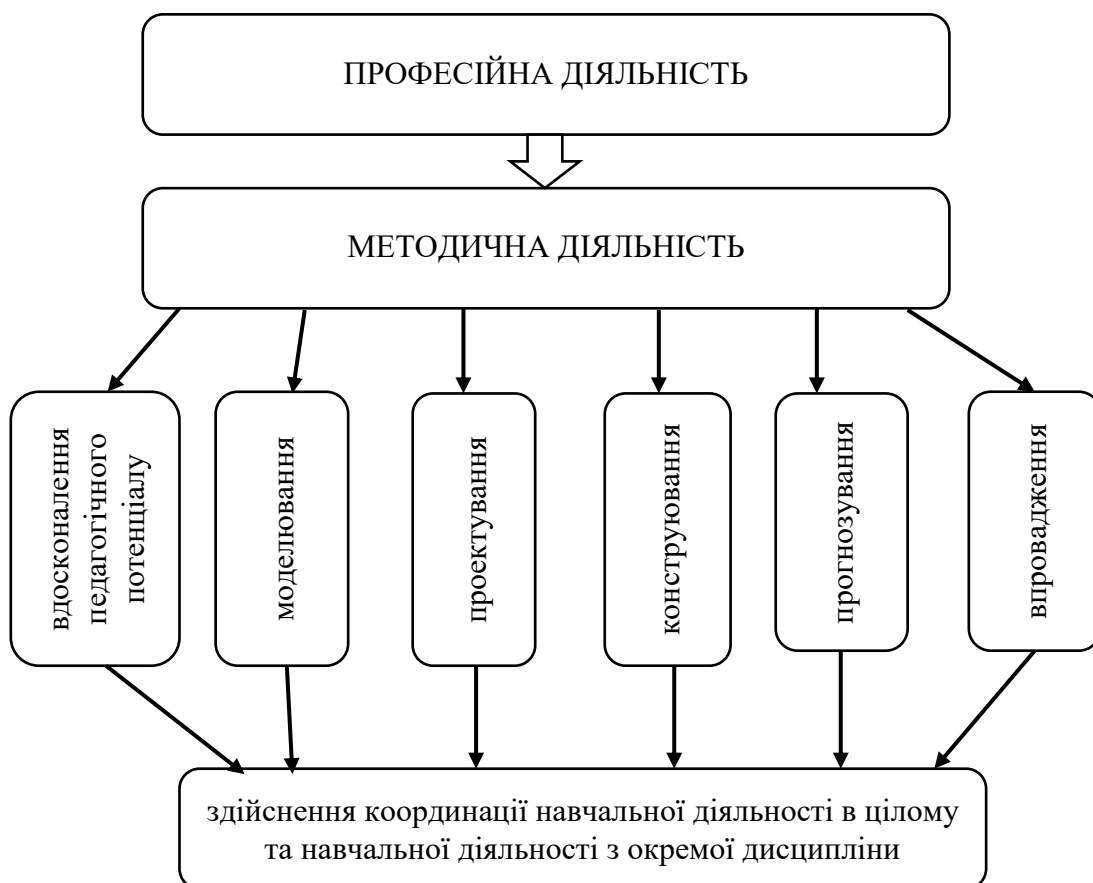 ПРОФЕСІЙНА ДІЯЛЬНІСТЬ
МЕТОДИЧНА ДІЯЛЬНІСТЬ
вдосконалення
педагогічного
потенціалу
моделювання
проектування
конструювання
прогнозування
впровадження
здійснення координації навчальної діяльності в цілому
та навчальної діяльності з окремої дисципліни